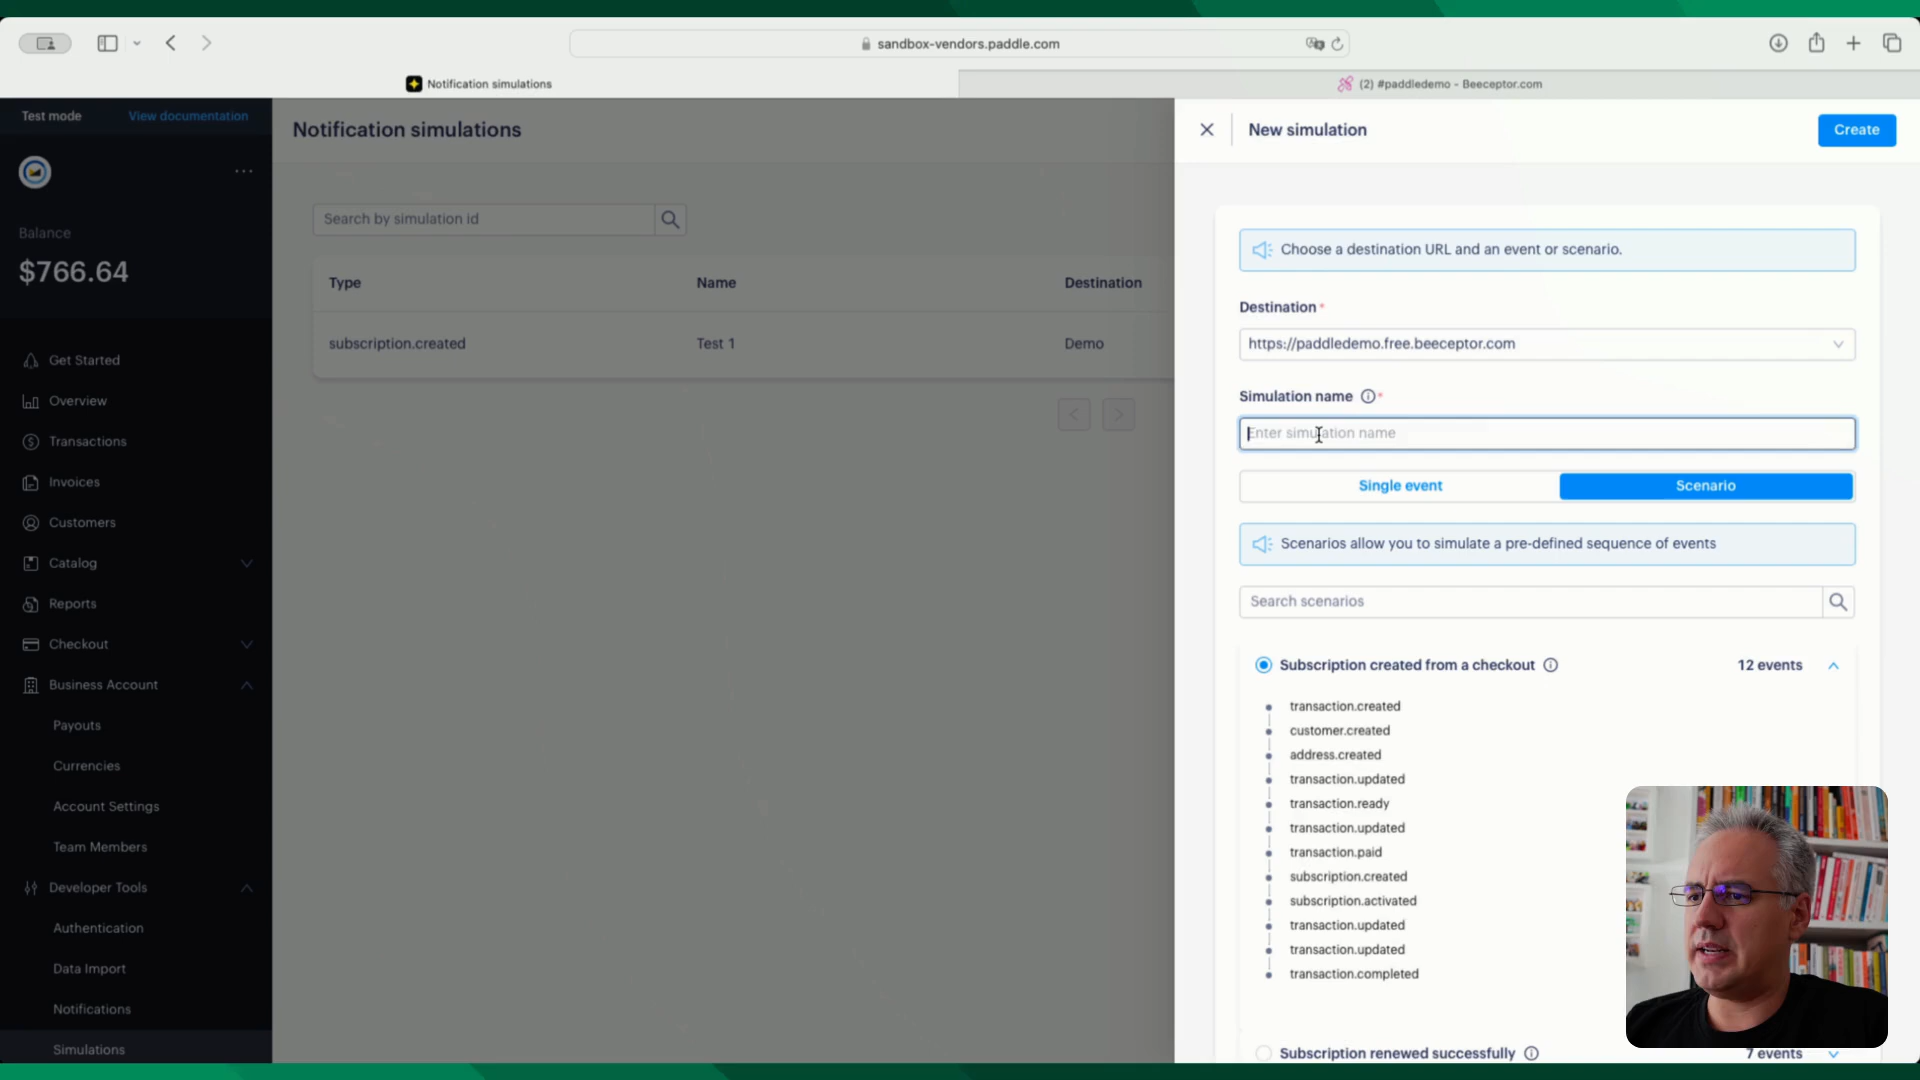 sandbox-vendors.paddle.com
Notification simulations
(2) #paddledemo - Beeceptor.com
Test mode
View documentation
Balance
$766.64
Get Started
Overview
Transactions
Invoices
Customers
Catalog
Reports
Checkout
Business Account
Payouts
Currencies
Account Settings
Team Members
Developer Tools
Authentication
Data Import
Notifications
Simulations
Notification simulations
Search by simulation id
Type Name Destination
subscription.created Test 1 Demo
New simulation
Create
Choose a destination URL and an event or scenario.
Destination *
https://paddledemo.free.beeceptor.com
Simulation name *
Enter simulation name
Single event Scenario
Scenarios allow you to simulate a pre-defined sequence of events
Search scenarios
Subscription created from a checkout 12 events
transaction.created
customer.created
address.created
transaction.updated
transaction.ready
transaction.updated
transaction.paid
subscription.created
subscription.activated
transaction.updated
transaction.updated
transaction.completed
Subscription renewed successfully 7 events